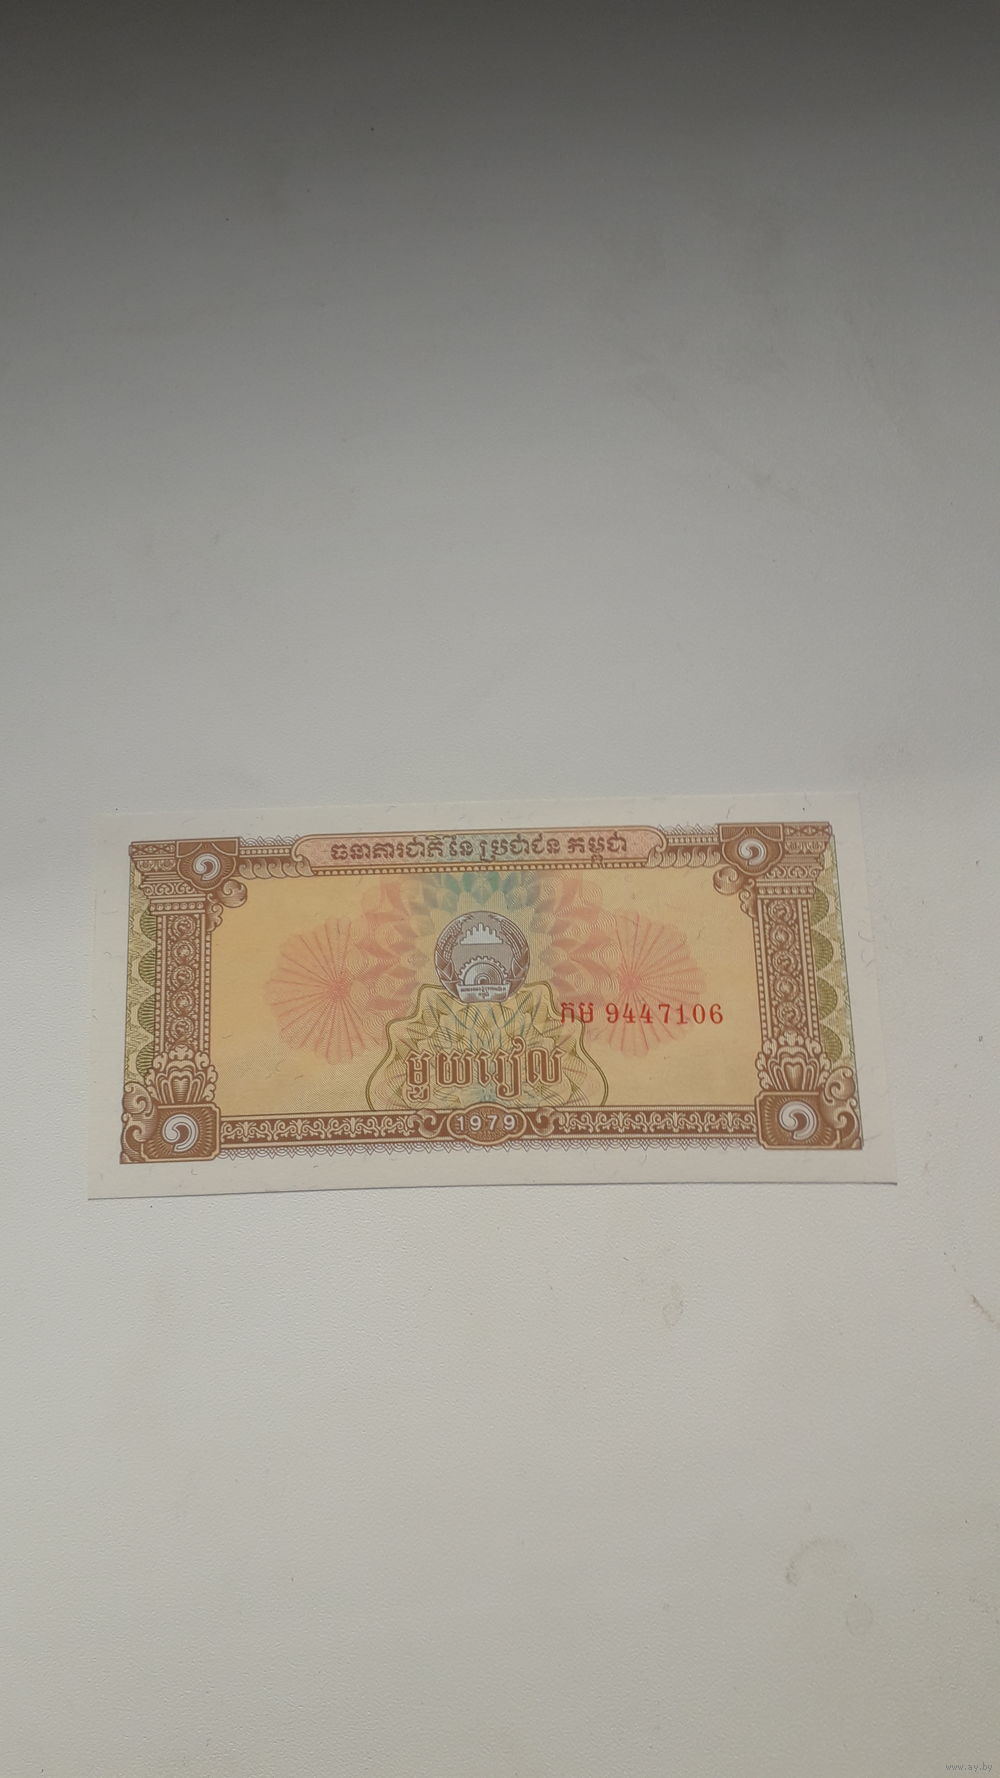 ធនាគារជាតិ នៃ ប្រជាជន កម្ពុជា
១ ១
កម 9447106
មួយរៀល
១ 1979 ១
www.ay.by